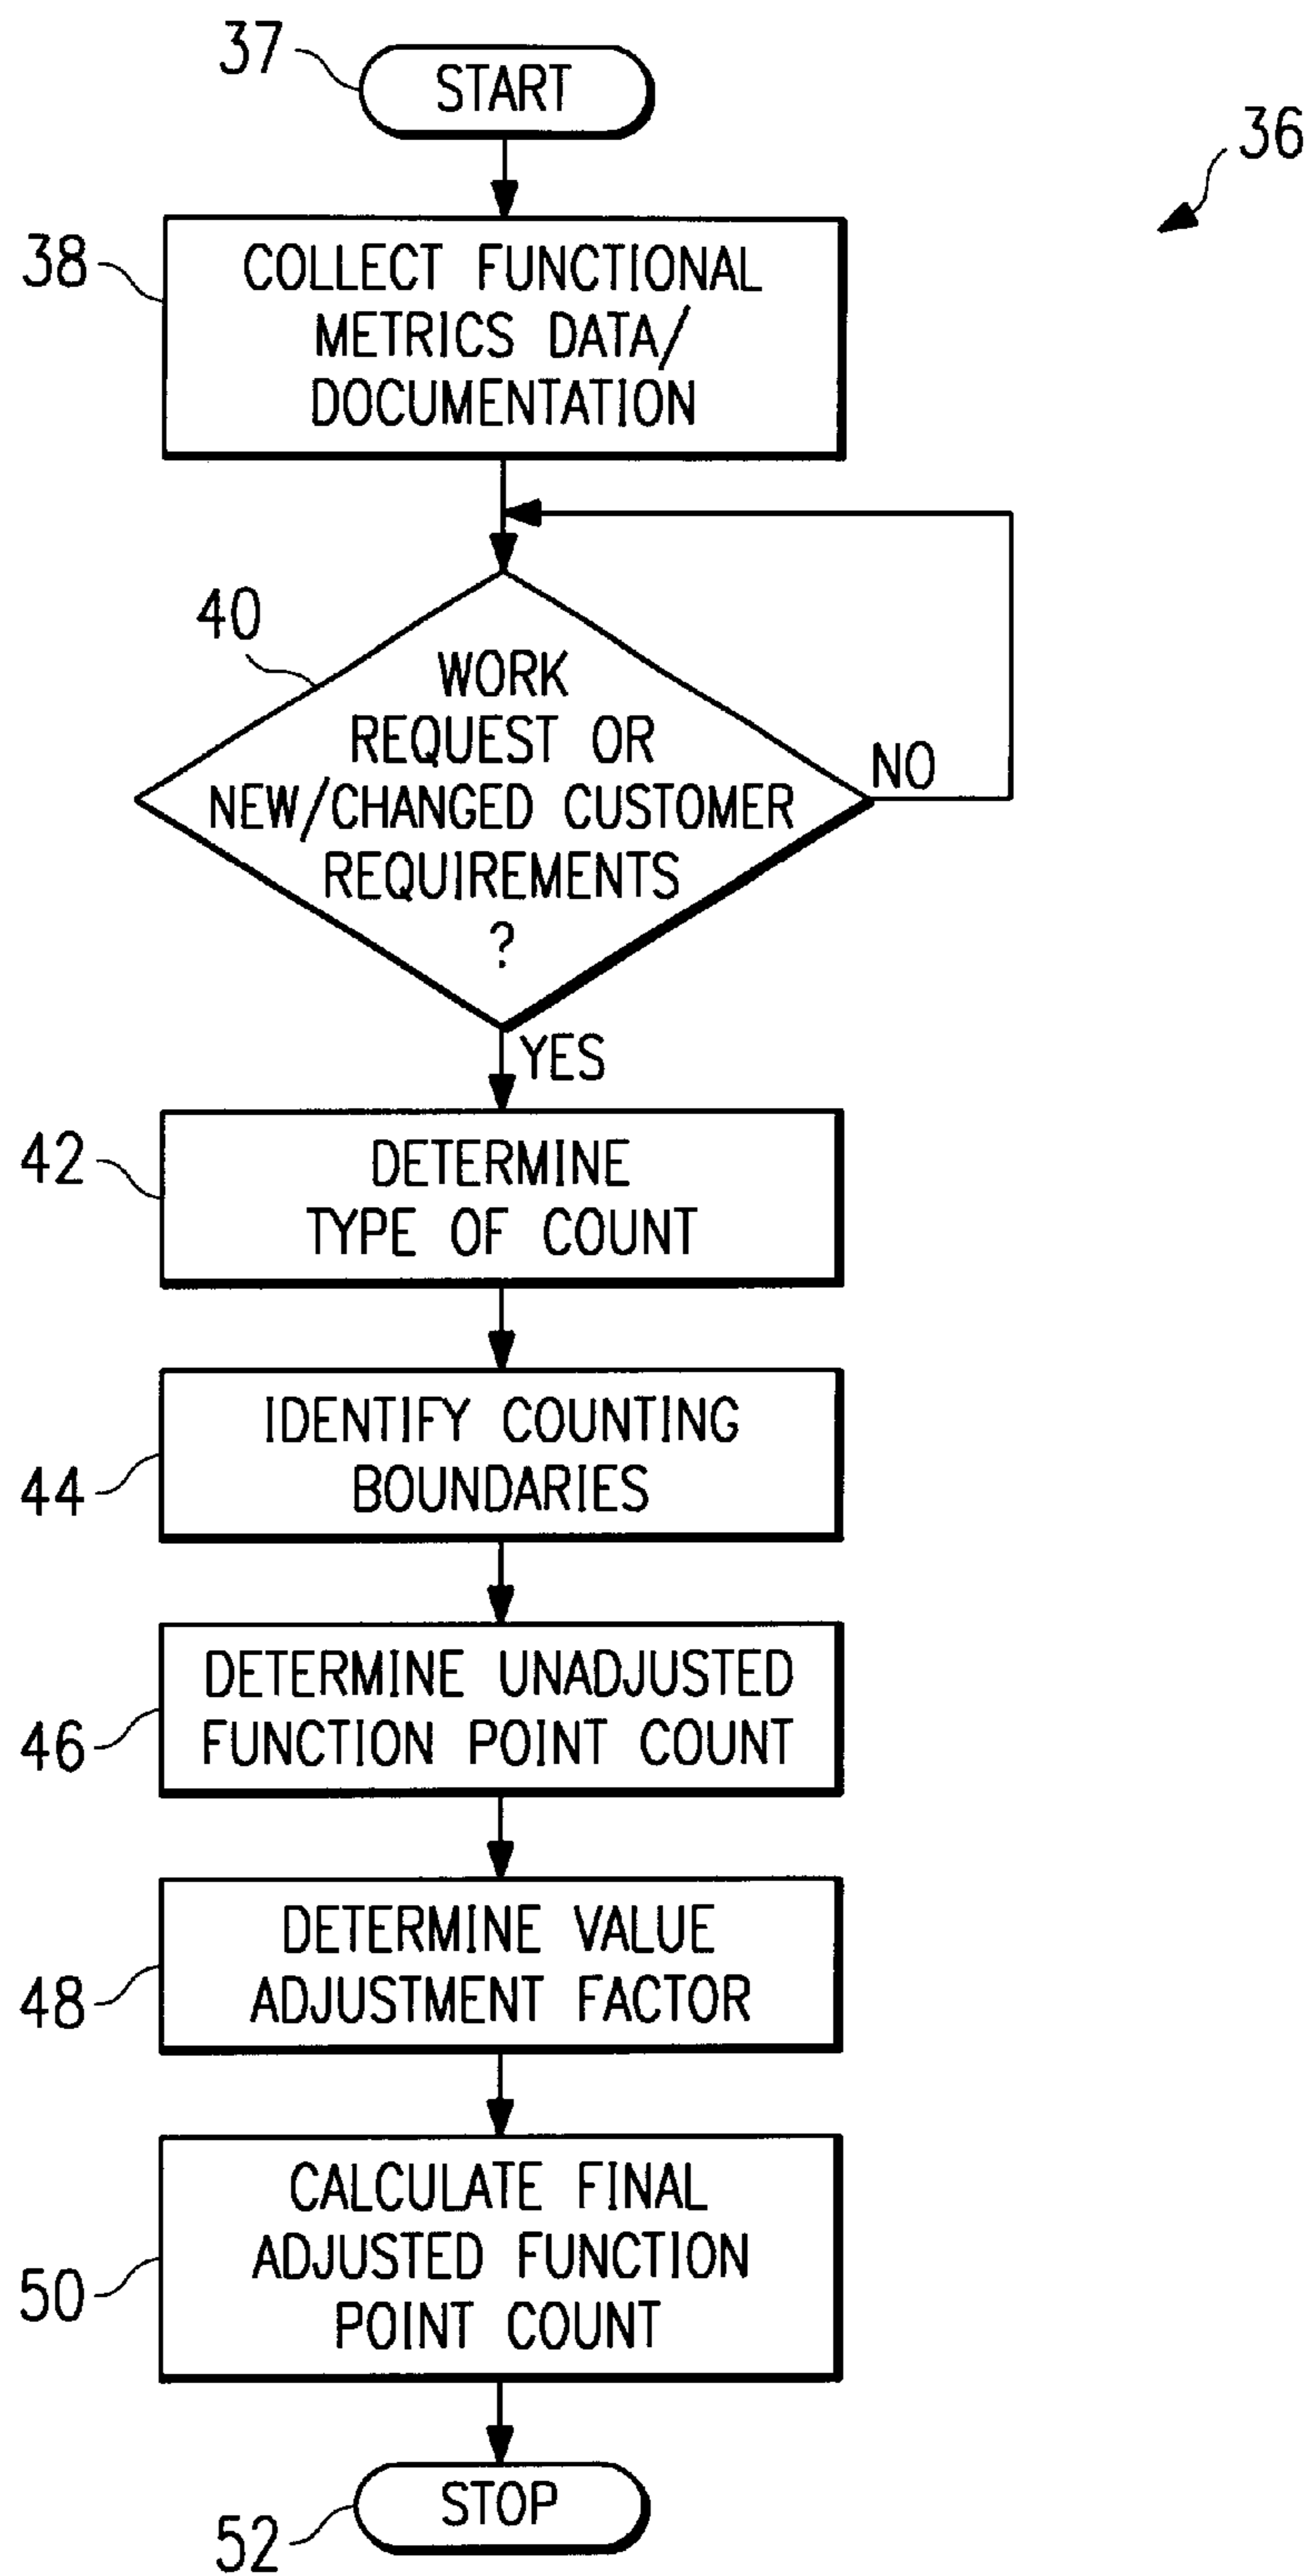 37
START
36
38
COLLECT FUNCTIONAL
METRICS DATA/
DOCUMENTATION
40
WORK
REQUEST OR
NEW/CHANGED CUSTOMER
REQUIREMENTS
?
NO
YES
42
DETERMINE
TYPE OF COUNT
44
IDENTIFY COUNTING
BOUNDARIES
46
DETERMINE UNADJUSTED
FUNCTION POINT COUNT
48
DETERMINE VALUE
ADJUSTMENT FACTOR
50
CALCULATE FINAL
ADJUSTED FUNCTION
POINT COUNT
52
STOP